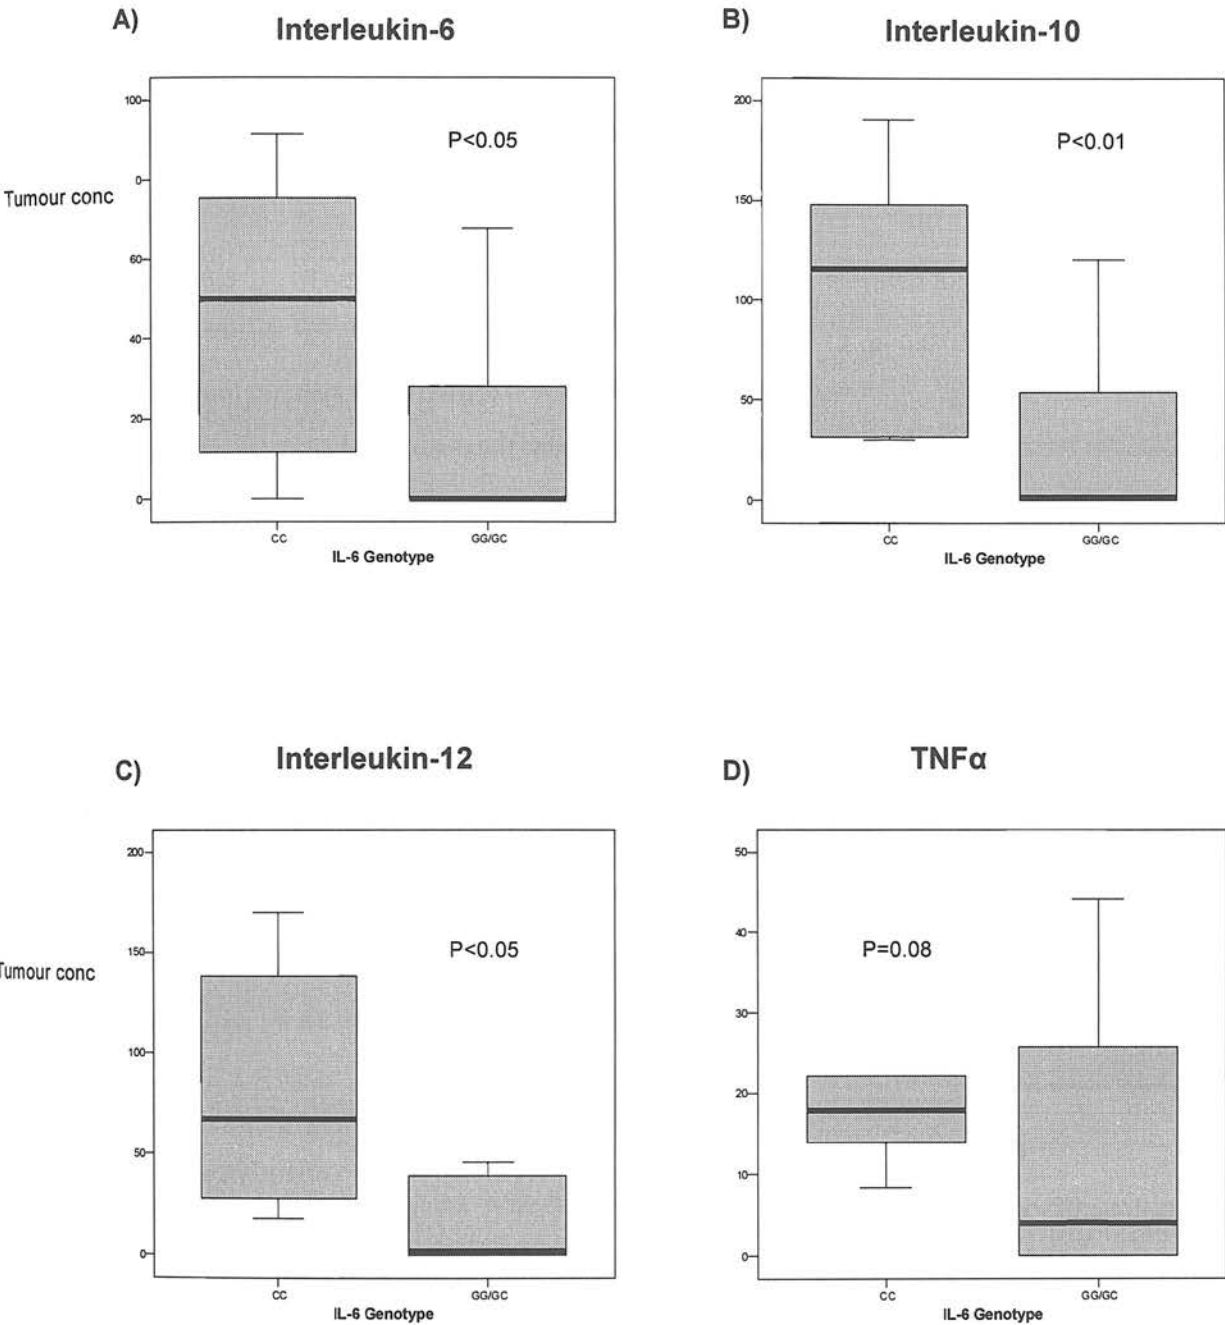 A)
Interleukin-6
B)
Interleukin-10
Tumour conc
100
0
60
40
20
0
P<0.05
CC
GG/GC
IL-6 Genotype
200
150
100
50
0
P<0.01
CC
GG/GC
IL-6 Genotype
C)
Interleukin-12
D)
TNFα
Tumour conc
200
150
100
50
0
P<0.05
CC
GG/GC
IL-6 Genotype
50
40
30
20
10
0
P=0.08
CC
GG/GC
IL-6 Genotype